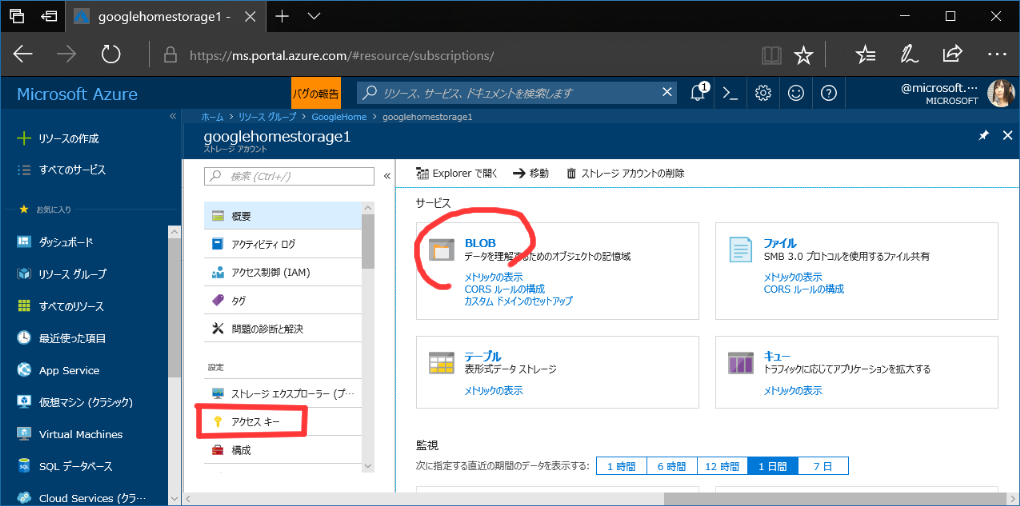 googlehomestorage1 -
https://ms.portal.azure.com/#resource/subscriptions/
Microsoft Azure
バグの報告
リソース、サービス、ドキュメントを検索します
1
@microsoft.…
MICROSOFT
ホーム > リソース グループ > GoogleHome > googlehomestorage1
googlehomestorage1
ストレージ アカウント
リソースの作成
すべてのサービス
お気に入り
ダッシュボード
リソース グループ
すべてのリソース
最近使った項目
App Service
仮想マシン (クラシック)
Virtual Machines
SQL データベース
Cloud Services (クラ…
検索 (Ctrl+/)
概要
アクティビティ ログ
アクセス制御 (IAM)
タグ
問題の診断と解決
設定
ストレージ エクスプローラー (プ…
アクセス キー
構成
Explorer で開く
移動
ストレージ アカウントの削除
サービス
BLOB
データを理解するためのオブジェクトの記憶域
メトリックの表示
CORS ルールの構成
カスタム ドメインのセットアップ
ファイル
SMB 3.0 プロトコルを使用するファイル共有
メトリックの表示
CORS ルールの構成
テーブル
表形式データ ストレージ
メトリックの表示
キュー
トラフィックに応じてアプリケーションを拡大する
メトリックの表示
監視
次に指定する直近の期間のデータを表示する:
1 時間
6 時間
12 時間
1 日間
7 日